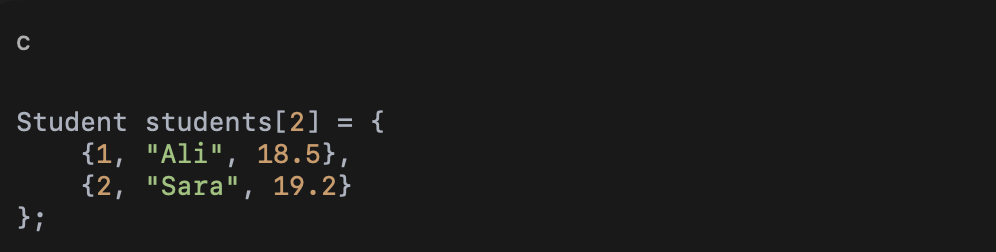 c
Student students[2] = {
    {1, "Ali", 18.5},
    {2, "Sara", 19.2}
};